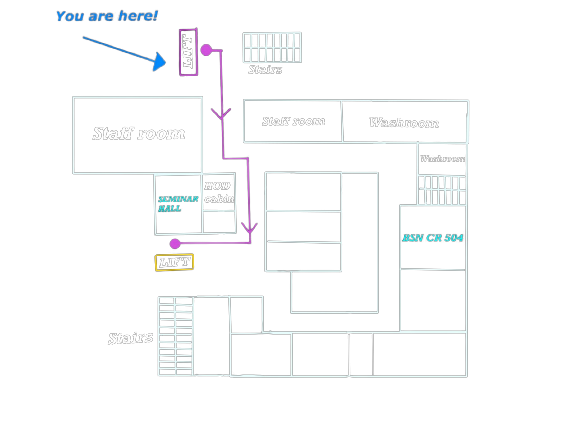 You are here!
LIFT
Stairs
Staff room
Staff room
Washroom
Washroom
HOD
cabin
SEMINAR
HALL
BSN CR 504
LIFT
Stairs